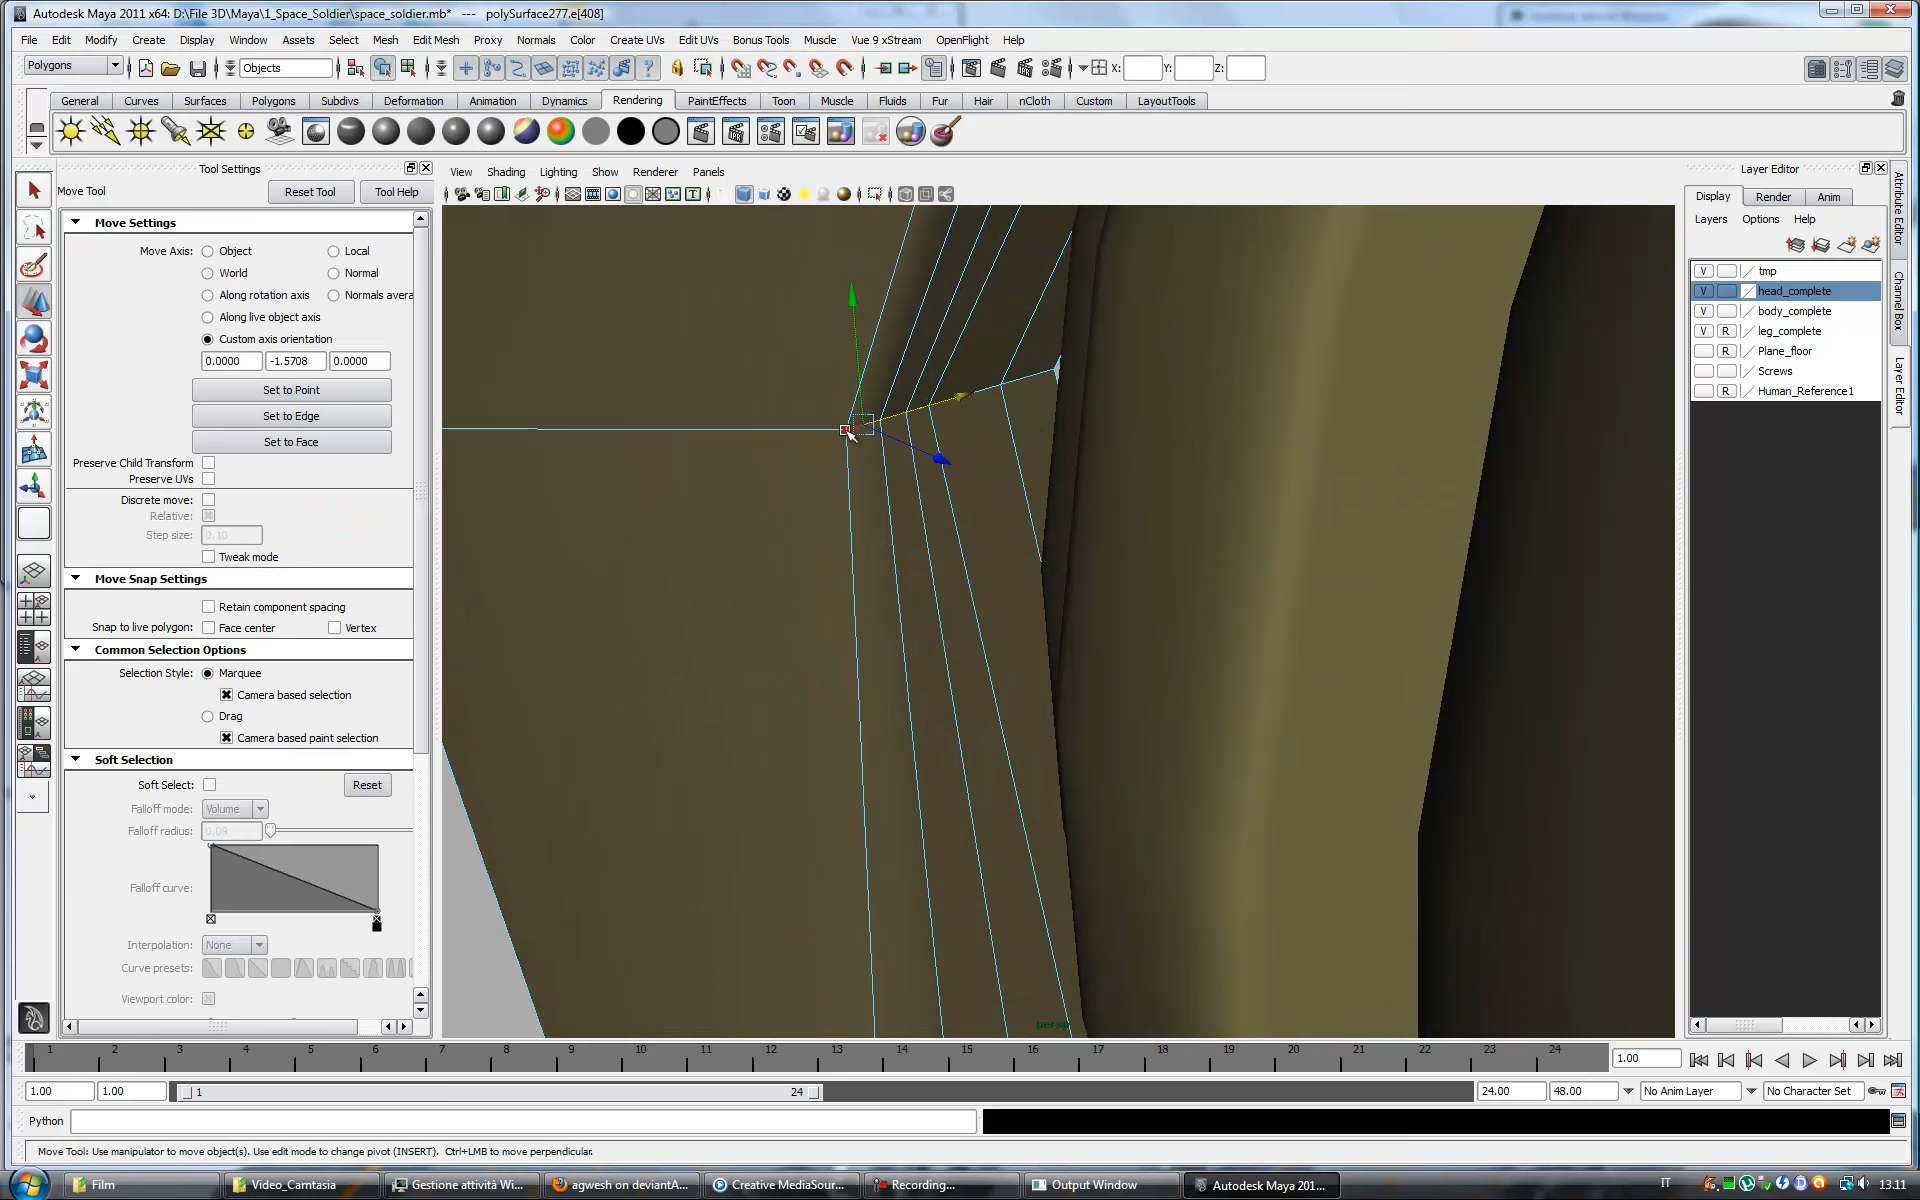 Autodesk Maya 2011 x64: D:\File 3D\Maya\1_Space_Soldier\space_soldier.mb* --- polySurface277.e[408]
File Edit Modify Create Display Window Assets Select Mesh Edit Mesh Proxy Normals Color Create UVs Edit UVs Bonus Tools Muscle Vue 9 xStream OpenFlight Help
Polygons Objects X: Y: Z:
General Curves Surfaces Polygons Subdivs Deformation Animation Dynamics Rendering PaintEffects Toon Muscle Fluids Fur Hair nCloth Custom LayoutTools
Tool Settings
Move Tool Reset Tool Tool Help
Move Settings
Move Axis: Object Local
World Normal
Along rotation axis Normals avera
Along live object axis
Custom axis orientation
0.0000 -1.5708 0.0000
Set to Point
Set to Edge
Set to Face
Preserve Child Transform
Preserve UVs
Discrete move:
Relative:
Step size: 0.10
Tweak mode
Move Snap Settings
Retain component spacing
Snap to live polygon: Face center Vertex
Common Selection Options
Selection Style: Marquee
Camera based selection
Drag
Camera based paint selection
Soft Selection
Soft Select: Reset
Falloff mode: Volume
Falloff radius: 0.09
Falloff curve:
Interpolation: None
Curve presets:
Viewport color:
View Shading Lighting Show Renderer Panels
persp
Layer Editor
Display Render Anim
Layers Options Help
V tmp
V head_complete
V body_complete
V R leg_complete
R Plane_floor
Screws
R Human_Reference1
Attribute Editor
Channel Box
Layer Editor
1 2 3 4 5 6 7 8 9 10 11 12 13 14 15 16 17 18 19 20 21 22 23 24 1.00
1.00 1.00 1 24 24.00 48.00 No Anim Layer No Character Set
Python
Move Tool: Use manipulator to move object(s). Use edit mode to change pivot (INSERT). Ctrl+LMB to move perpendicular.
Film Video_Camtasia Gestione attività Wi... agwesh on deviantA... Creative MediaSour... Recording... Output Window Autodesk Maya 201... IT 13.11